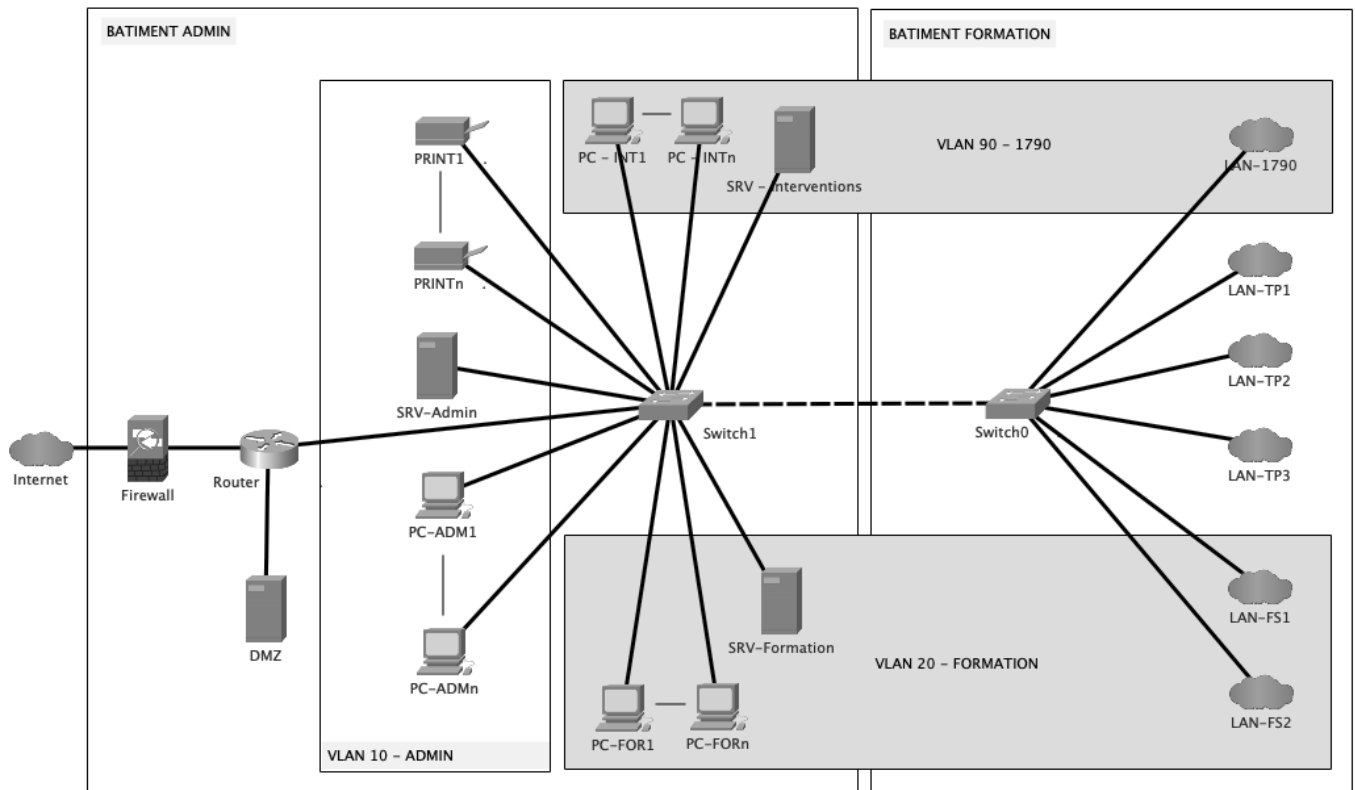 BATIMENT ADMIN
BATIMENT FORMATION
PRINT1
PC - INT1
PC - INTn
SRV - Interventions
VLAN 90 - 1790
LAN-1790
PRINTn
LAN-TP1
SRV-Admin
LAN-TP2
Switch1
Switch0
Internet
Firewall
Router
LAN-TP3
PC-ADM1
DMZ
PC-ADMn
SRV-Formation
VLAN 20 - FORMATION
LAN-FS1
LAN-FS2
PC-FOR1
PC-FORn
VLAN 10 - ADMIN